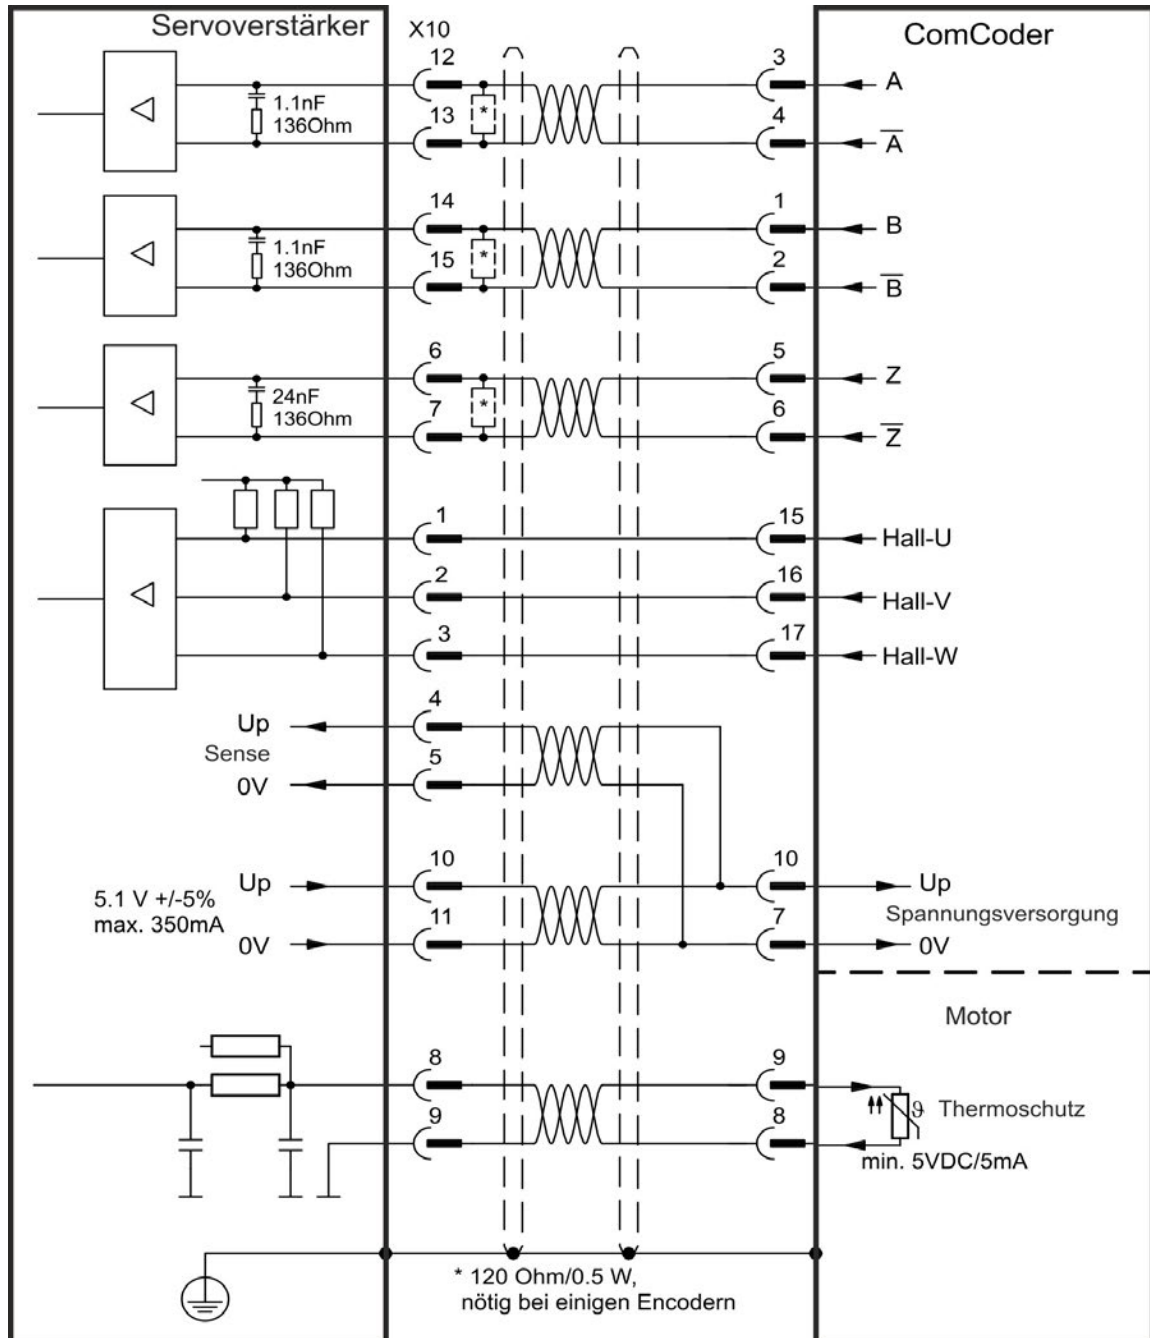 Servoverstärker
X10
ComCoder
12
3
A
1.1nF
136Ohm
*
13
4
A̅
14
1
B
1.1nF
136Ohm
*
15
2
B̅
6
5
Z
24nF
136Ohm
*
7
6
Z̅
1
15
Hall-U
2
16
Hall-V
3
17
Hall-W
4
Up
Sense
5
0V
10
10
Up
Up
5.1 V +/-5%
max. 350mA
Spannungsversorgung
11
7
0V
0V
Motor
8
9
9
8
ϑ Thermoschutz
min. 5VDC/5mA
* 120 Ohm/0.5 W,
nötig bei einigen Encodern